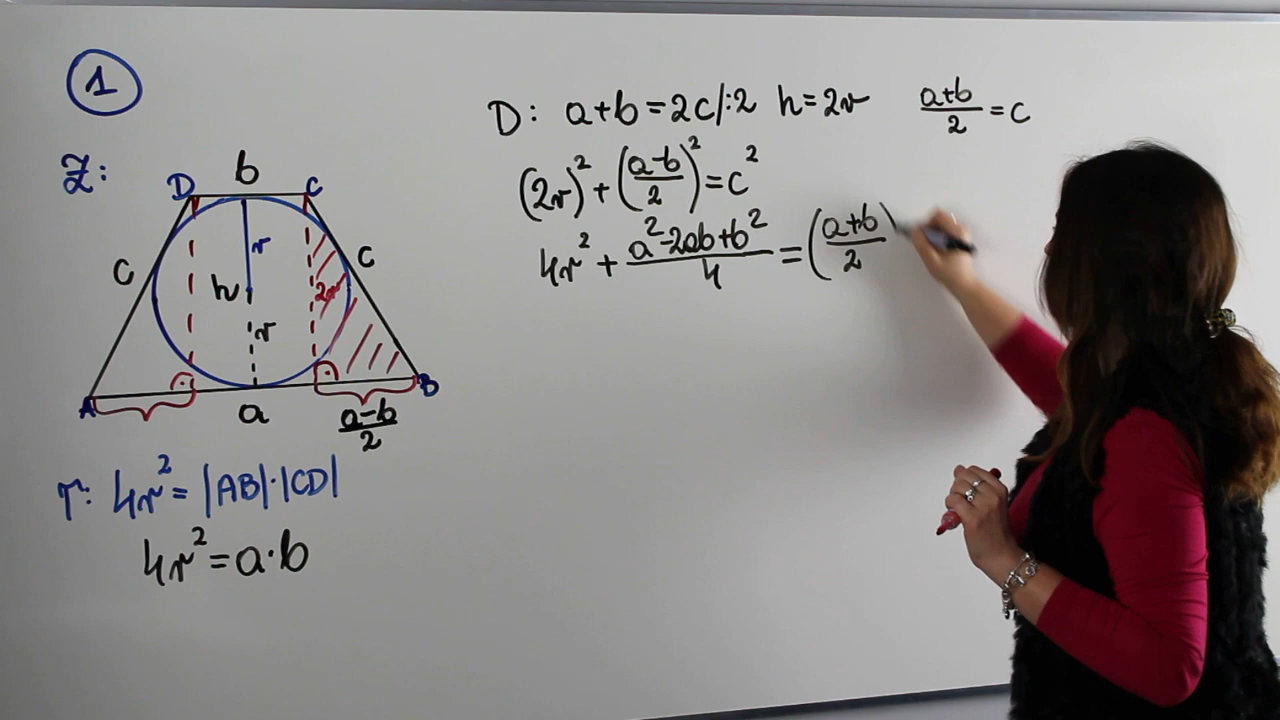 1
Z:
D b C
C r C
h 2r
r
A a B
(a-b)/2
T: 4r² = |AB|·|CD|
4r² = a·b
D: a+b = 2c/:2 h = 2r (a+b)/2 = c
(2r)² + ((a-b)/2)² = c²
4r² + (a²-2ab+b²)/4 = ((a+b)/2)